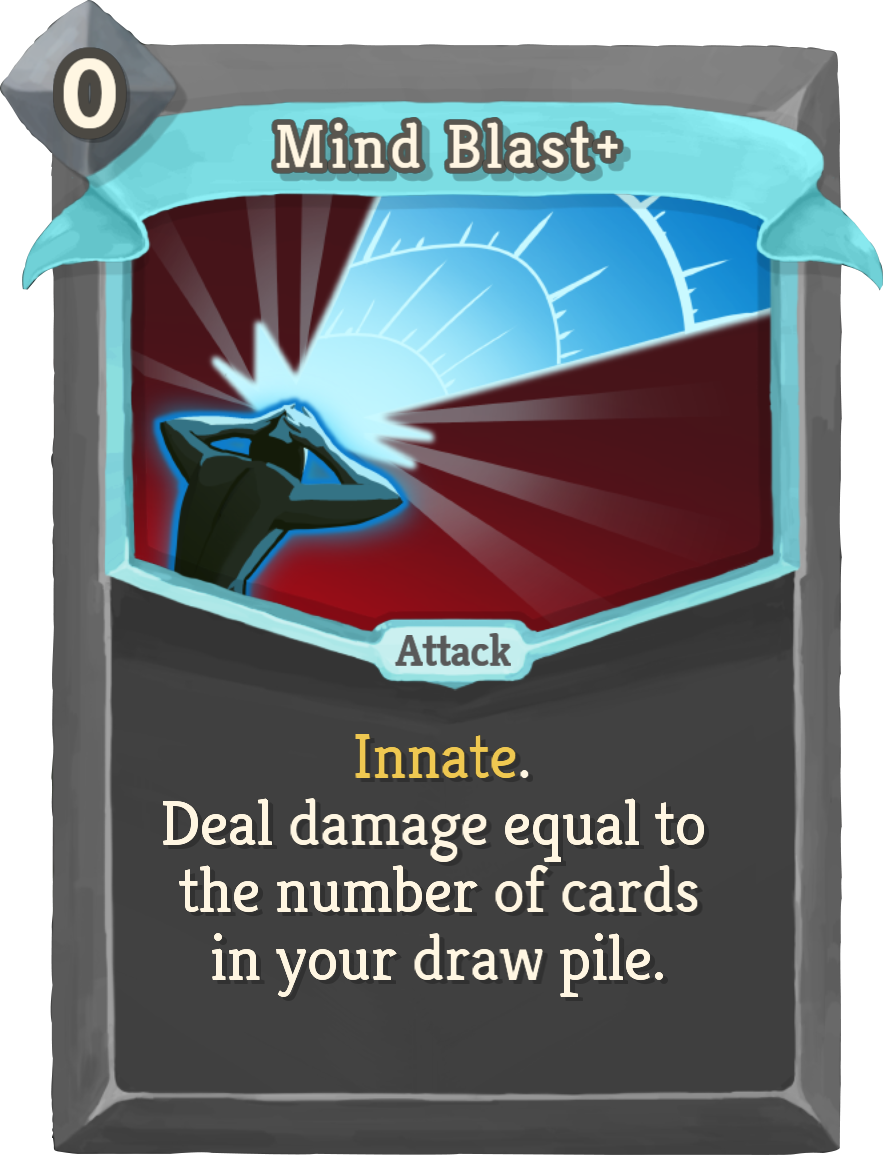 0
Mind Blast+
Attack
Innate.
Deal damage equal to
the number of cards
in your draw pile.